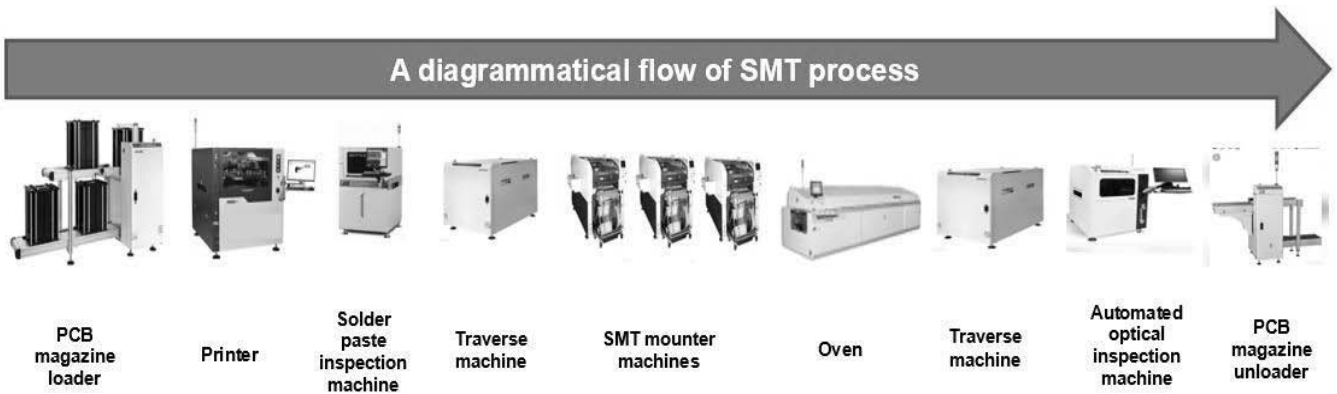 A diagrammatical flow of SMT process
PCB
magazine
loader
Printer
Solder
paste
inspection
machine
Traverse
machine
SMT mounter
machines
Oven
Traverse
machine
Automated
optical
inspection
machine
PCB
magazine
unloader